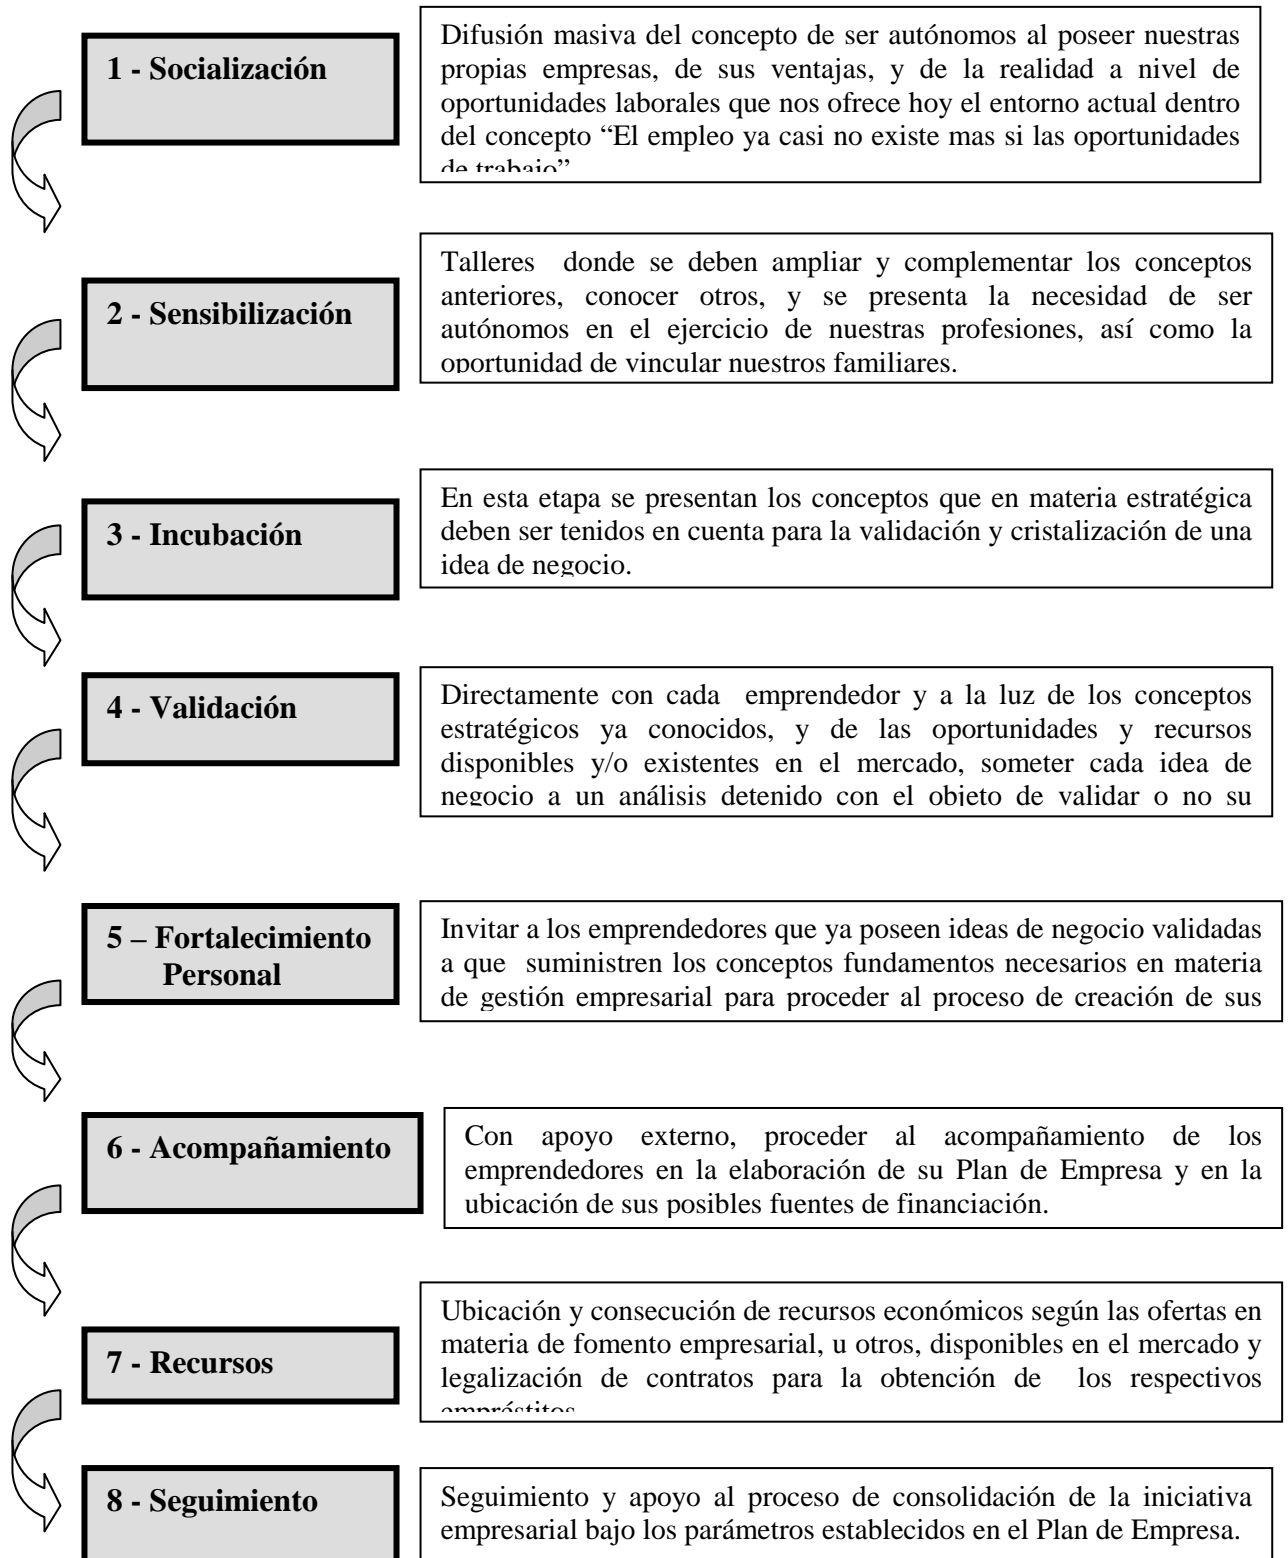 1 - Socialización
Difusión masiva del concepto de ser autónomos al poseer nuestras
propias empresas, de sus ventajas, y de la realidad a nivel de
oportunidades laborales que nos ofrece hoy el entorno actual dentro
del concepto “El empleo ya casi no existe mas si las oportunidades
de trabajo”
2 - Sensibilización
Talleres donde se deben ampliar y complementar los conceptos
anteriores, conocer otros, y se presenta la necesidad de ser
autónomos en el ejercicio de nuestras profesiones, así como la
oportunidad de vincular nuestros familiares.
3 - Incubación
En esta etapa se presentan los conceptos que en materia estratégica
deben ser tenidos en cuenta para la validación y cristalización de una
idea de negocio.
4 - Validación
Directamente con cada emprendedor y a la luz de los conceptos
estratégicos ya conocidos, y de las oportunidades y recursos
disponibles y/o existentes en el mercado, someter cada idea de
negocio a un análisis detenido con el objeto de validar o no su
5 – Fortalecimiento
Personal
Invitar a los emprendedores que ya poseen ideas de negocio validadas
a que suministren los conceptos fundamentos necesarios en materia
de gestión empresarial para proceder al proceso de creación de sus
6 - Acompañamiento
Con apoyo externo, proceder al acompañamiento de los
emprendedores en la elaboración de su Plan de Empresa y en la
ubicación de sus posibles fuentes de financiación.
7 - Recursos
Ubicación y consecución de recursos económicos según las ofertas en
materia de fomento empresarial, u otros, disponibles en el mercado y
legalización de contratos para la obtención de los respectivos
empréstitos
8 - Seguimiento
Seguimiento y apoyo al proceso de consolidación de la iniciativa
empresarial bajo los parámetros establecidos en el Plan de Empresa.